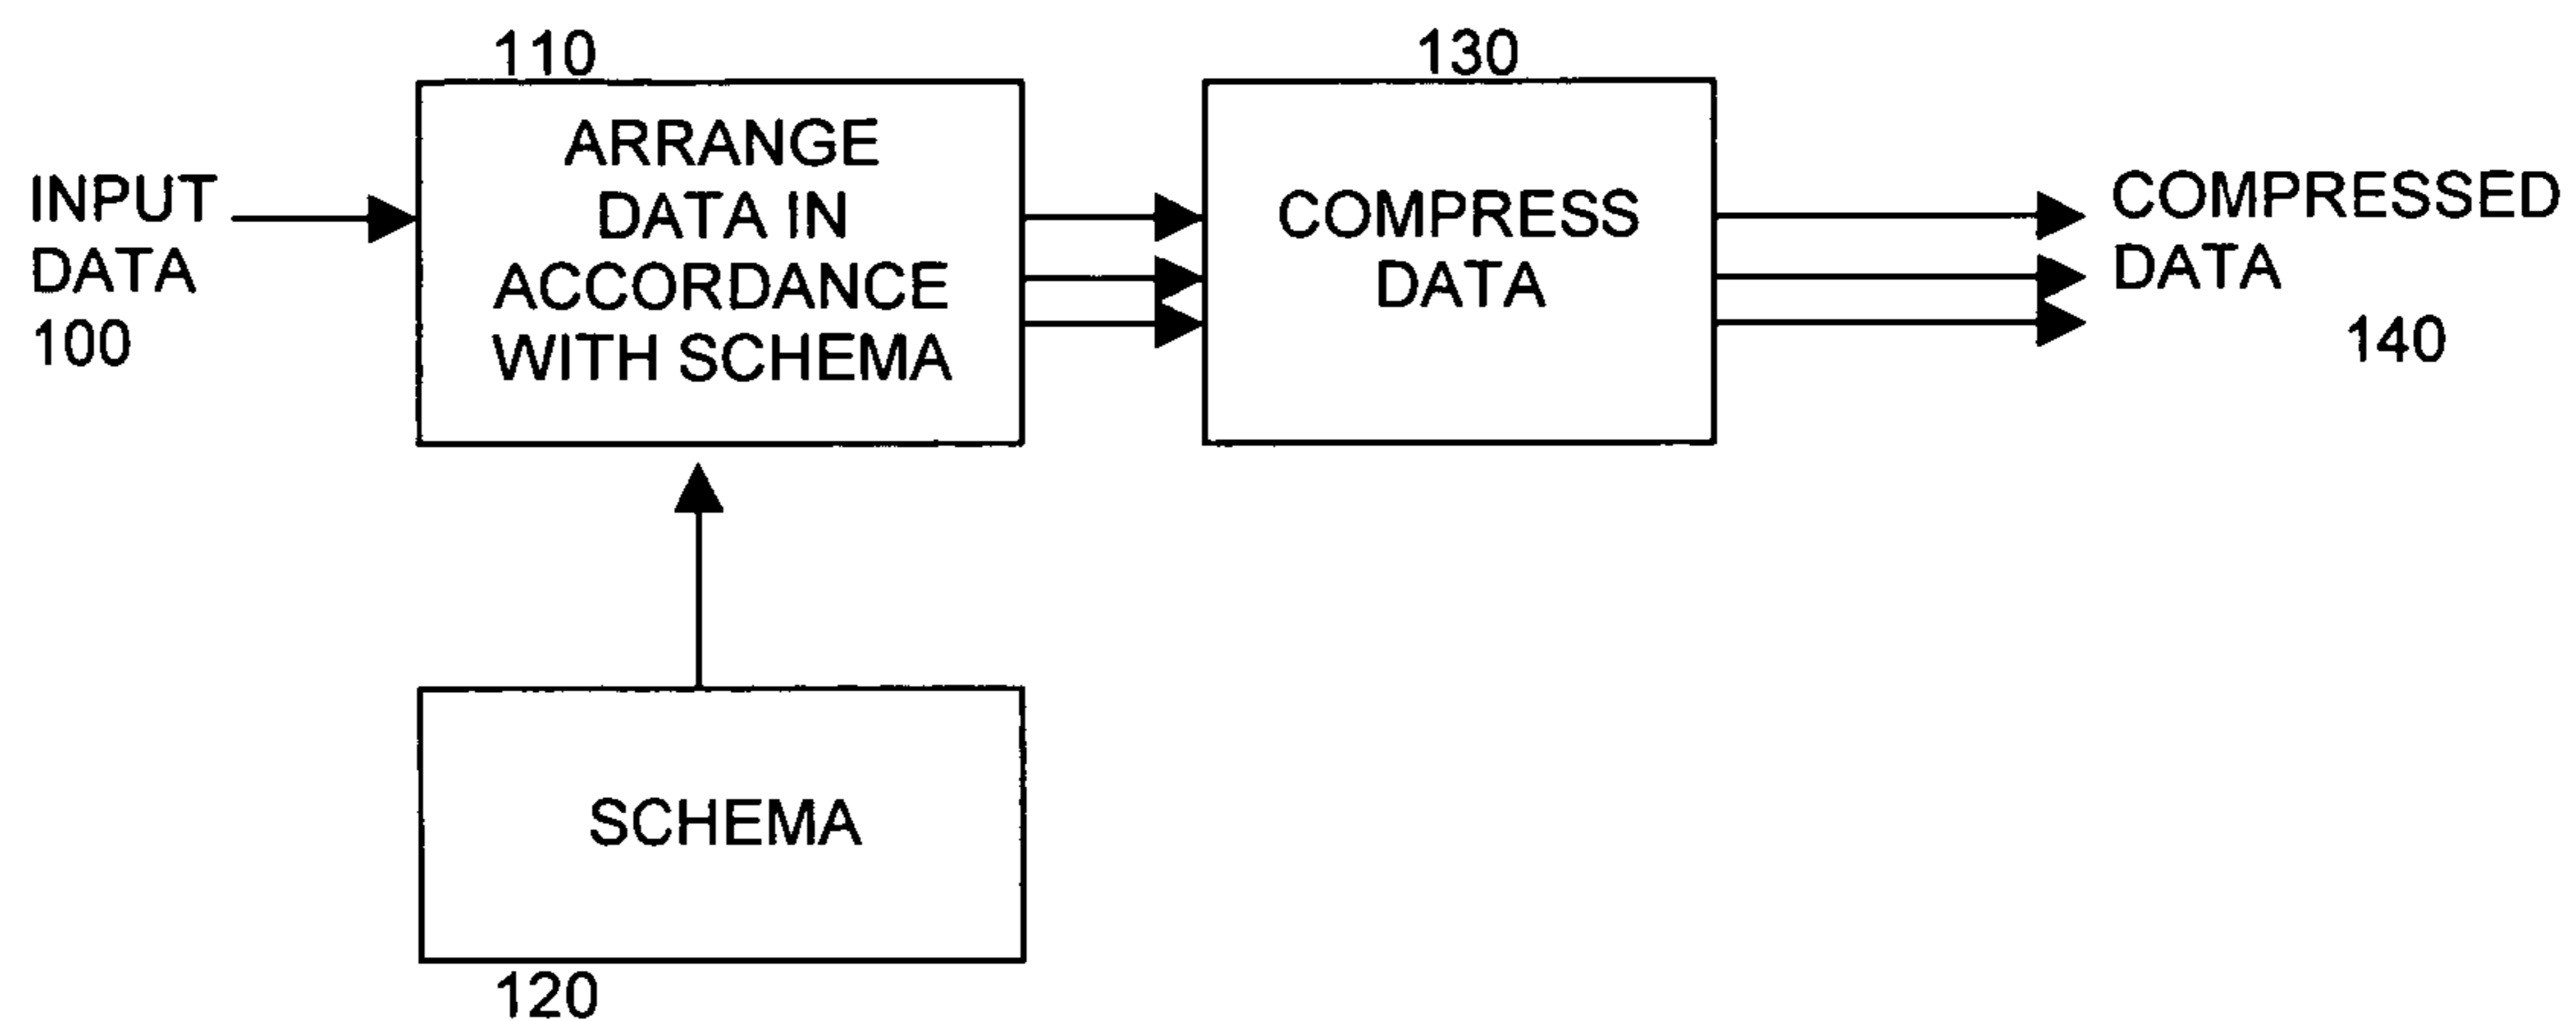 INPUT
DATA
100
110
ARRANGE
DATA IN
ACCORDANCE
WITH SCHEMA
130
COMPRESS
DATA
COMPRESSED
DATA
140
SCHEMA
120